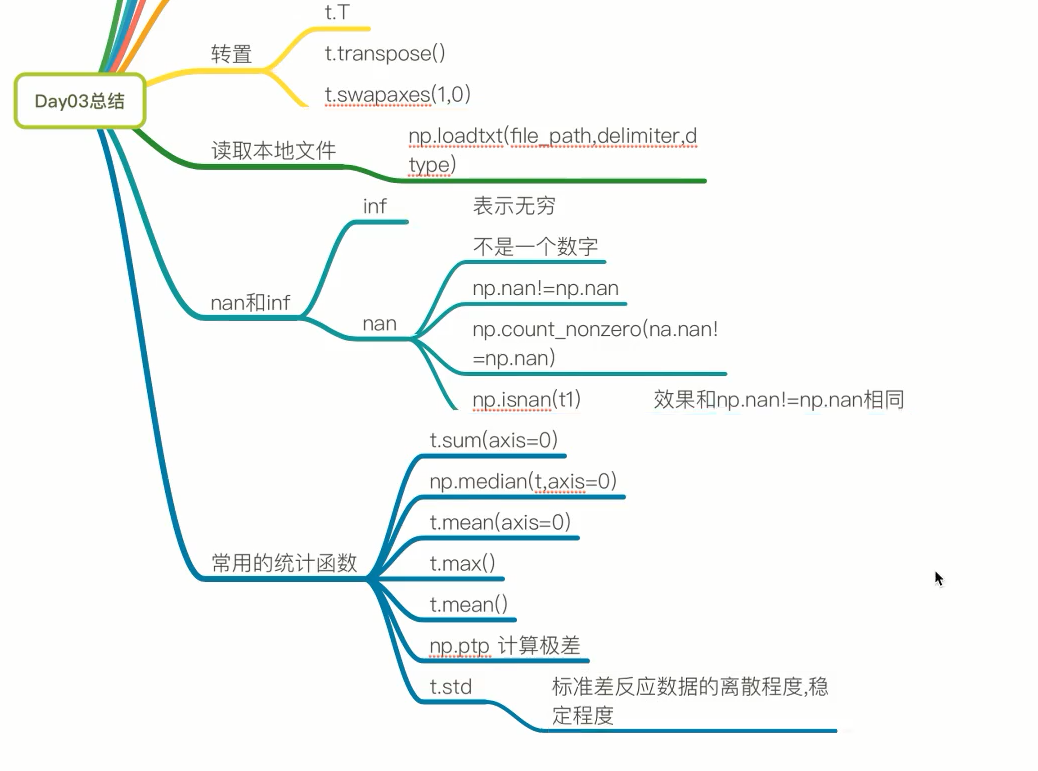 t.T
转置
t.transpose()
t.swapaxes(1,0)
Day03总结
读取本地文件
np.loadtxt(file_path,delimiter,d
type)
inf
表示无穷
nan和inf
nan
不是一个数字
np.nan!=np.nan
np.count_nonzero(na.nan!
=np.nan)
np.isnan(t1)
效果和np.nan!=np.nan相同
常用的统计函数
t.sum(axis=0)
np.median(t,axis=0)
t.mean(axis=0)
t.max()
t.mean()
np.ptp 计算极差
t.std
标准差反应数据的离散程度,稳
定程度